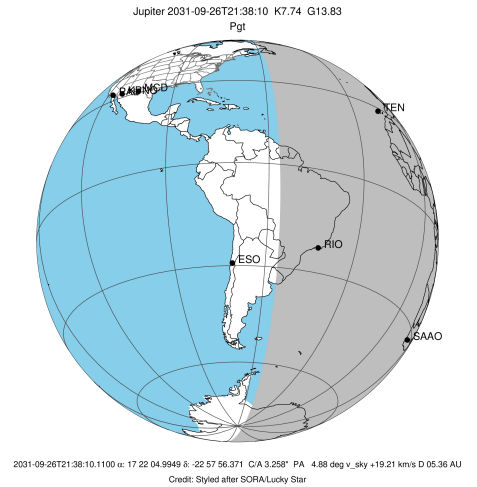 Jupiter 2031-09-26T21:38:10 K7.74 G13.83
Pgt
MCD
TEN
ESO
RIO
SAAO
2031-09-26T21:38:10.1100 α: 17 22 04.9949 δ: -22 57 56.371 C/A 3.258" PA 4.88 deg v_sky +19.21 km/s D 05.36 AU
Credit: Styled after SORA/Lucky Star